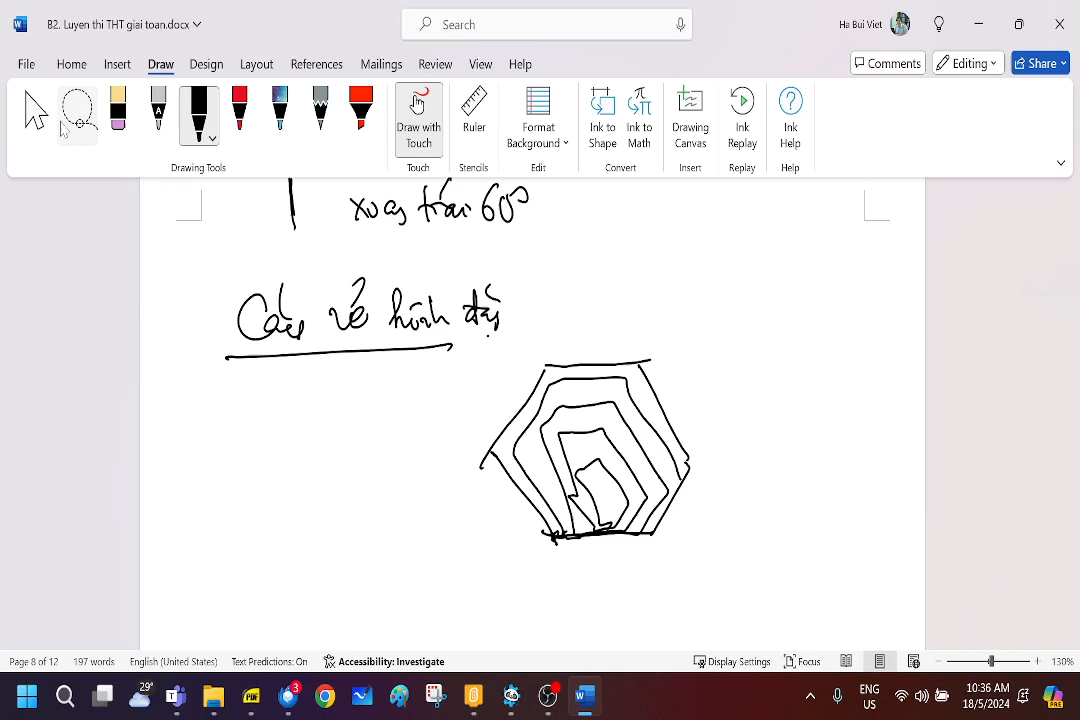 B2. Luyen thi THT giai toan.docx
Search
Ha Bui Viet
File Home Insert Draw Design Layout References Mailings Review View Help
Comments Editing Share
Draw with Touch
Ruler
Format Background
Ink to Shape
Ink to Math
Drawing Canvas
Ink Replay
Ink Help
Drawing Tools Touch Stencils Edit Convert Insert Replay Help
A
trái 60°
vẽ hình
Page 8 of 12 197 words English (United States) Text Predictions: On Accessibility: Investigate Display Settings Focus 130%
29° 3 ENG US 10:36 AM 18/5/2024 PRE